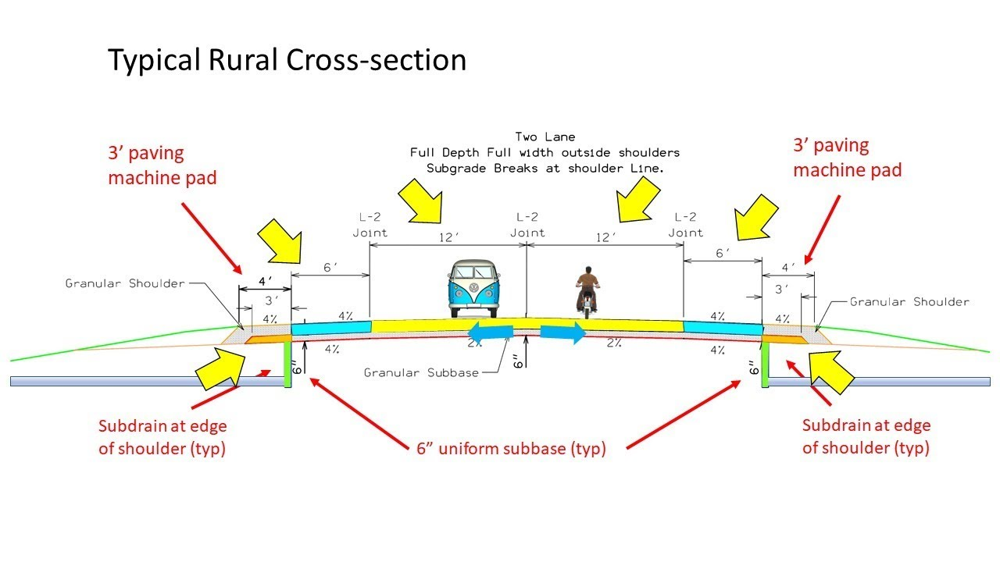 Typical Rural Cross-section
Two Lane
Full Depth Full width outside shoulders
Subgrade Breaks at shoulder Line.
3’ paving
machine pad
3’ paving
machine pad
L-2
Joint
L-2
Joint
L-2
Joint
12’
12’
6’
6’
4’
4’
3’
3’
Granular Shoulder
Granular Shoulder
4%
4%
4%
4%
4%
2%
2%
4%
6”
6”
6”
Granular Subbase
Subdrain at edge
of shoulder (typ)
6” uniform subbase (typ)
Subdrain at edge
of shoulder (typ)